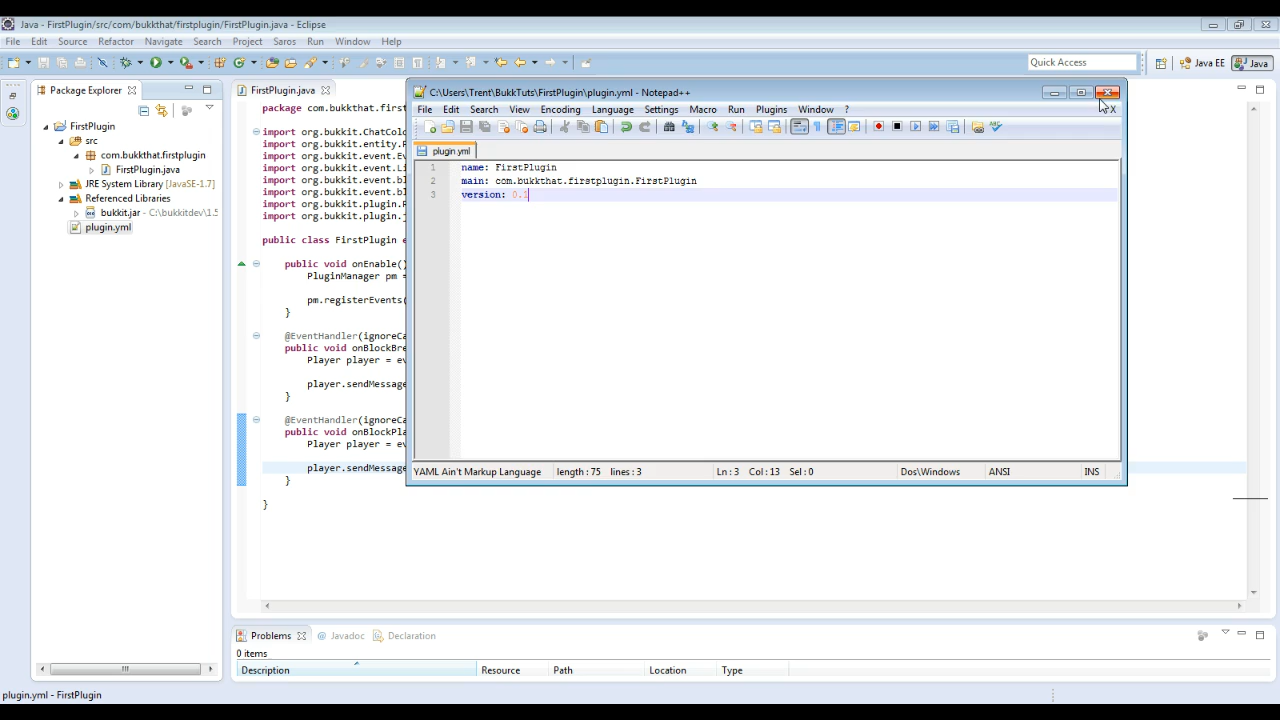 Java - FirstPlugin/src/com/bukkthat/firstplugin/FirstPlugin.java - Eclipse
File Edit Source Refactor Navigate Search Project Saros Run Window Help
Quick Access
Java EE
Java
Package Explorer
FirstPlugin
src
com.bukkthat.firstplugin
FirstPlugin.java
JRE System Library [JavaSE-1.7]
Referenced Libraries
bukkit.jar - C:\bukkitdev\1.5
plugin.yml
FirstPlugin.java
package com.bukkthat.first
import org.bukkit.ChatColo
import org.bukkit.entity.
import org.bukkit.event.Ev
import org.bukkit.event.Li
import org.bukkit.event.bl
import org.bukkit.event.bl
import org.bukkit.plugin.
import org.bukkit.plugin.j
public class FirstPlugin e
public void onEnable()
PluginManager pm =
pm.registerEvents(
}
@EventHandler(ignoreCa
public void onBlockBre
Player player = ev
player.sendMessage
}
@EventHandler(ignoreCa
public void onBlockPla
Player player = ev
player.sendMessage
}
}
C:\Users\Trent\BukkTuts\FirstPlugin\plugin.yml - Notepad++
File Edit Search View Encoding Language Settings Macro Run Plugins Window ?
X
plugin.yml
1 name: FirstPlugin
2 main: com.bukkthat.firstplugin.FirstPlugin
3 version: 0.1
YAML Ain't Markup Language length : 75 lines : 3 Ln : 3 Col : 13 Sel : 0 Dos\Windows ANSI INS
Problems Javadoc Declaration
0 items
Description Resource Path Location Type
plugin.yml - FirstPlugin